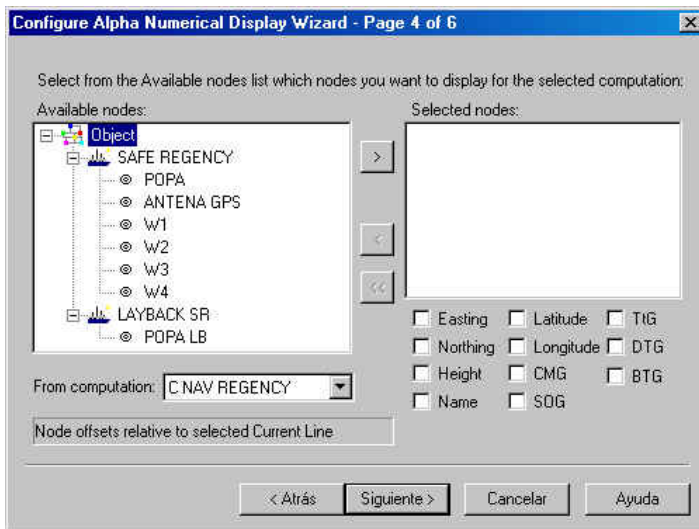 Configure Alpha Numerical Display Wizard - Page 4 of 6
Select from the Available nodes list which nodes you want to display for the selected computation:
Available nodes:
Object
SAFE REGENCY
POPA
ANTENA GPS
W1
W2
W3
W4
LAYBACK SR
POPA LB
From computation: C NAV REGENCY
Node offsets relative to selected Current Line
>
<
<<
Selected nodes:
Easting Latitude TtG
Northing Longitude DTG
Height CMG BTG
Name SOG
< Atrás Siguiente > Cancelar Ayuda